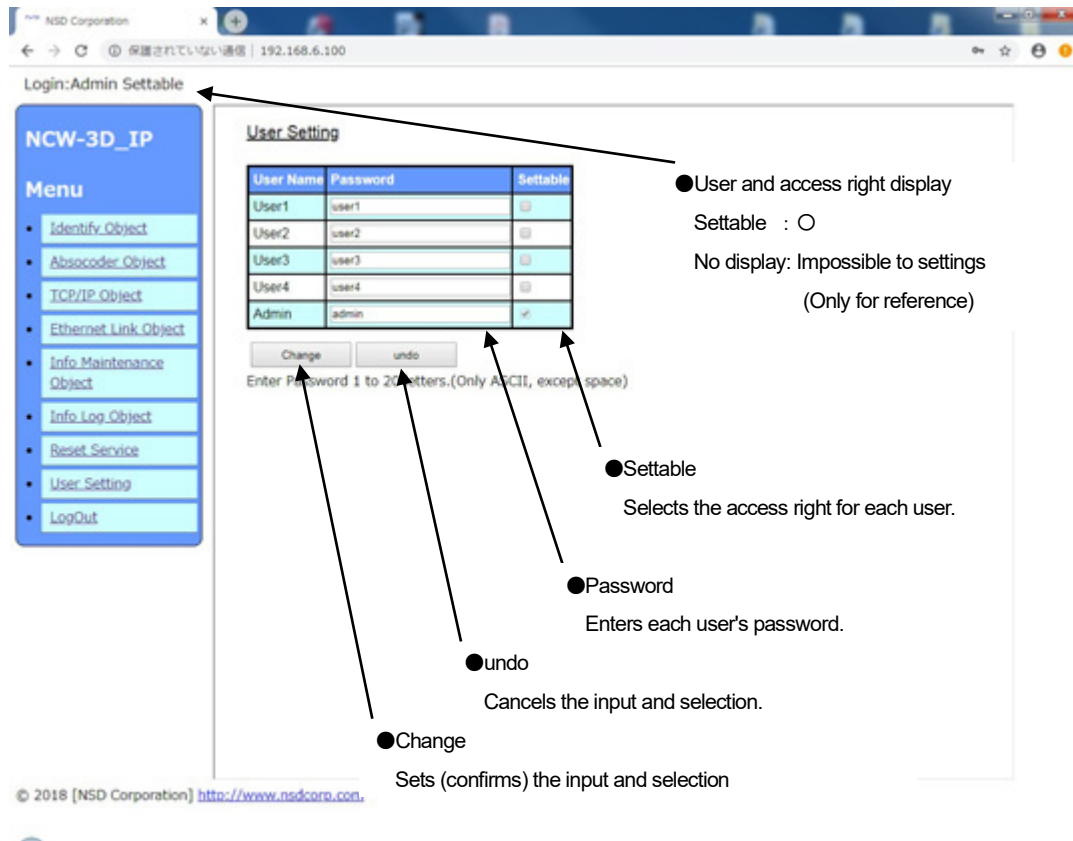 NSD Corporation
保護されていない通信 | 192.168.6.100
Login:Admin Settable
NCW-3D_IP
Menu
Identify Object
Absocoder Object
TCP/IP Object
Ethernet Link Object
Info Maintenance
Object
Info Log Object
Reset Service
User Setting
LogOut
User Setting
User Name Password Settable
User1 user1
User2 user2
User3 user3
User4 user4
Admin admin
Change undo
Enter Password 1 to 20 letters.(Only ASCII, except space)
●User and access right display
Settable : ○
No display: Impossible to settings
(Only for reference)
●Settable
Selects the access right for each user.
●Password
Enters each user's password.
●undo
Cancels the input and selection.
●Change
Sets (confirms) the input and selection
© 2018 [NSD Corporation] http://www.nsdcorp.com.